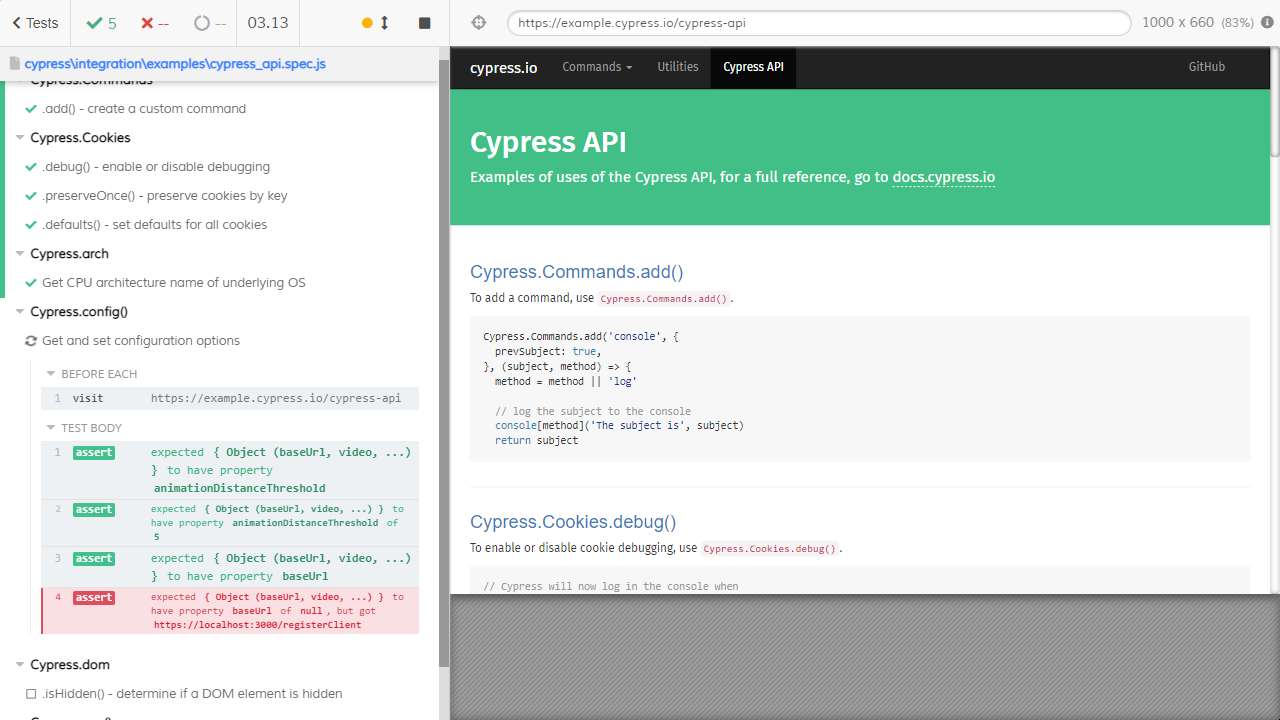 Tests
5
--
--
03.13
https://example.cypress.io/cypress-api
1000 x 660 (83%)
cypress\integration\examples\cypress_api.spec.js
Cypress.Commands
.add() - create a custom command
Cypress.Cookies
.debug() - enable or disable debugging
.preserveOnce() - preserve cookies by key
.defaults() - set defaults for all cookies
Cypress.arch
Get CPU architecture name of underlying OS
Cypress.config()
Get and set configuration options
BEFORE EACH
1 visit https://example.cypress.io/cypress-api
TEST BODY
1 assert expected { Object (baseUrl, video, ...)
} to have property
animationDistanceThreshold
2 assert expected { Object (baseUrl, video, ...) } to
have property animationDistanceThreshold of
5
3 assert expected { Object (baseUrl, video, ...)
} to have property baseUrl
4 assert expected { Object (baseUrl, video, ...) } to
have property baseUrl of null, but got
https://localhost:3000/registerClient
Cypress.dom
.isHidden() - determine if a DOM element is hidden
cypress.io Commands Utilities Cypress API GitHub
Cypress API
Examples of uses of the Cypress API, for a full reference, go to docs.cypress.io
Cypress.Commands.add()
To add a command, use Cypress.Commands.add().
Cypress.Commands.add('console', {
prevSubject: true,
}, (subject, method) => {
method = method || 'log'
// log the subject to the console
console[method]('The subject is', subject)
return subject
Cypress.Cookies.debug()
To enable or disable cookie debugging, use Cypress.Cookies.debug().
// Cypress will now log in the console when